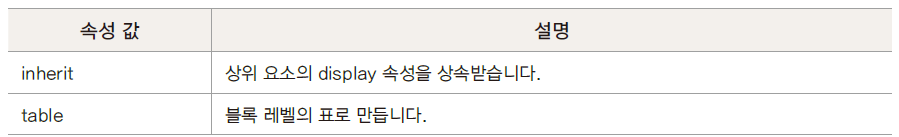 속성 값 설명
inherit 상위 요소의 display 속성을 상속받습니다.
table 블록 레벨의 표로 만듭니다.